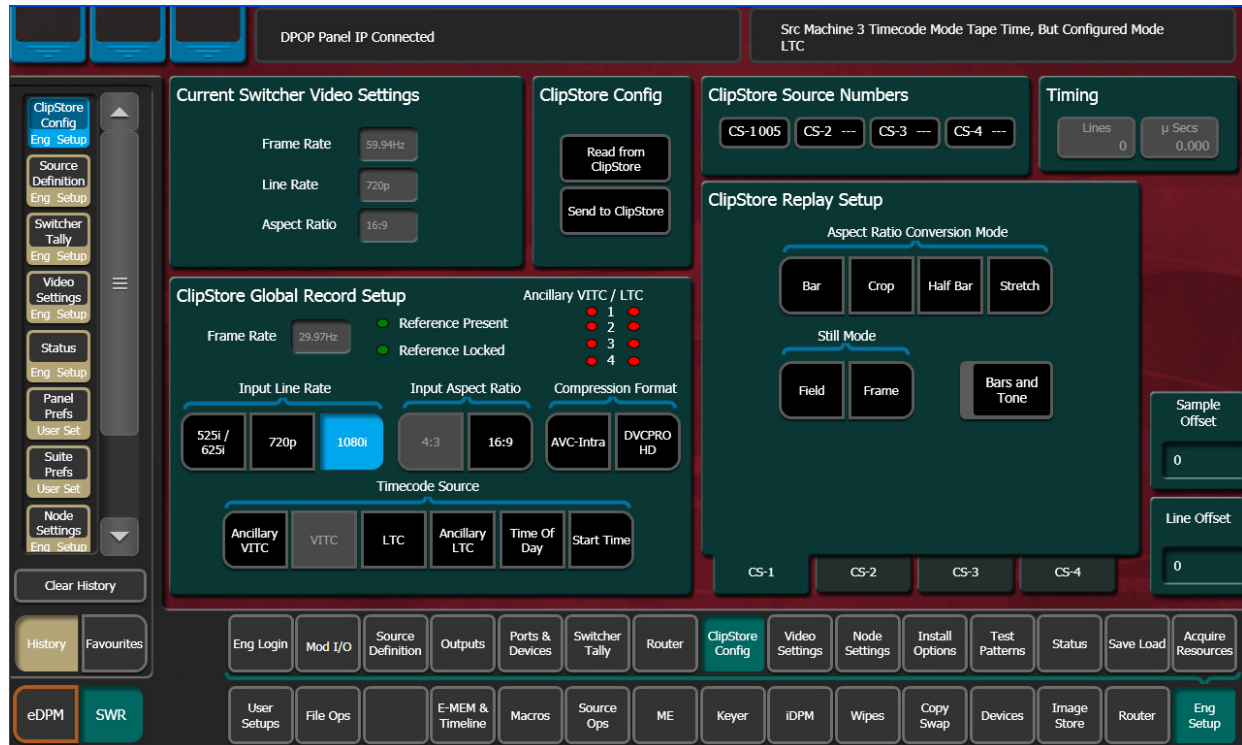 DPOP Panel IP Connected
Src Machine 3 Timecode Mode Tape Time, But Configured Mode
LTC
ClipStore
Config
Eng Setup
Source
Definition
Eng Setup
Switcher
Tally
Eng Setup
Video
Settings
Eng Setup
Status
Eng Setup
Panel
Prefs
User Set
Suite
Prefs
User Set
Node
Settings
Eng Setup
Clear History
History
Favourites
eDPM
SWR
Current Switcher Video Settings
Frame Rate 59.94Hz
Line Rate 720p
Aspect Ratio 16:9
ClipStore Config
Read from
ClipStore
Send to ClipStore
ClipStore Source Numbers
CS-1 005 CS-2 --- CS-3 --- CS-4 ---
Timing
Lines
0
µ Secs
0.000
ClipStore Global Record Setup
Frame Rate 29.97Hz
Reference Present
Reference Locked
Ancillary VITC / LTC
1
2
3
4
Input Line Rate
525i /
625i
720p
1080i
Input Aspect Ratio
4:3
16:9
Compression Format
AVC-Intra
DVCPRO
HD
Timecode Source
Ancillary
VITC
VITC
LTC
Ancillary
LTC
Time Of
Day
Start Time
ClipStore Replay Setup
Aspect Ratio Conversion Mode
Bar
Crop
Half Bar
Stretch
Still Mode
Field
Frame
Bars and
Tone
CS-1
CS-2
CS-3
CS-4
Sample
Offset
0
Line Offset
0
Eng Login
Mod I/O
Source
Definition
Outputs
Ports &
Devices
Switcher
Tally
Router
ClipStore
Config
Video
Settings
Node
Settings
Install
Options
Test
Patterns
Status
Save Load
Acquire
Resources
User
Setups
File Ops
E-MEM &
Timeline
Macros
Source
Ops
ME
Keyer
iDPM
Wipes
Copy
Swap
Devices
Image
Store
Router
Eng
Setup